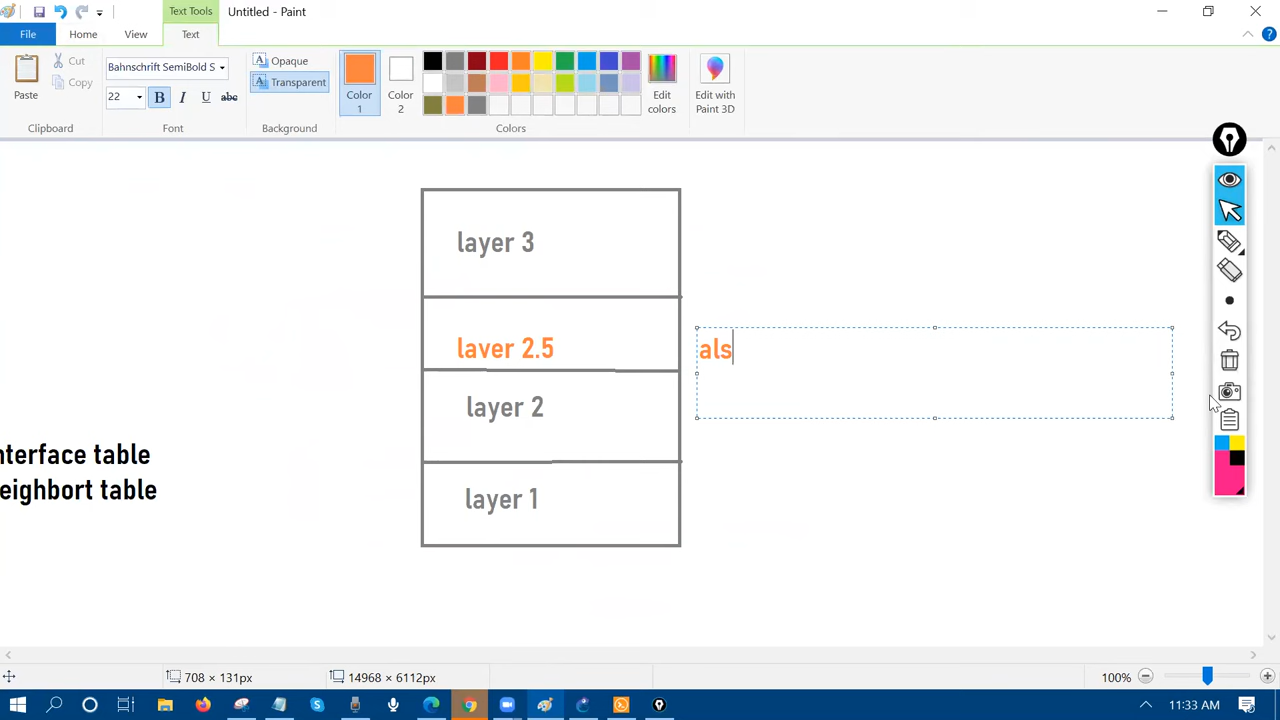 Text Tools
Untitled - Paint
File
Home
View
Text
Paste
Cut
Copy
Clipboard
Bahnschrift SemiBold S
22
B
I
U
abc
Font
Opaque
Transparent
Background
Color
1
Color
2
Edit
colors
Edit with
Paint 3D
Colors
layer 3
laver 2.5
als
layer 2
nterface table
eighbort table
layer 1
708 × 131px
14968 × 6112px
100%
11:33 AM